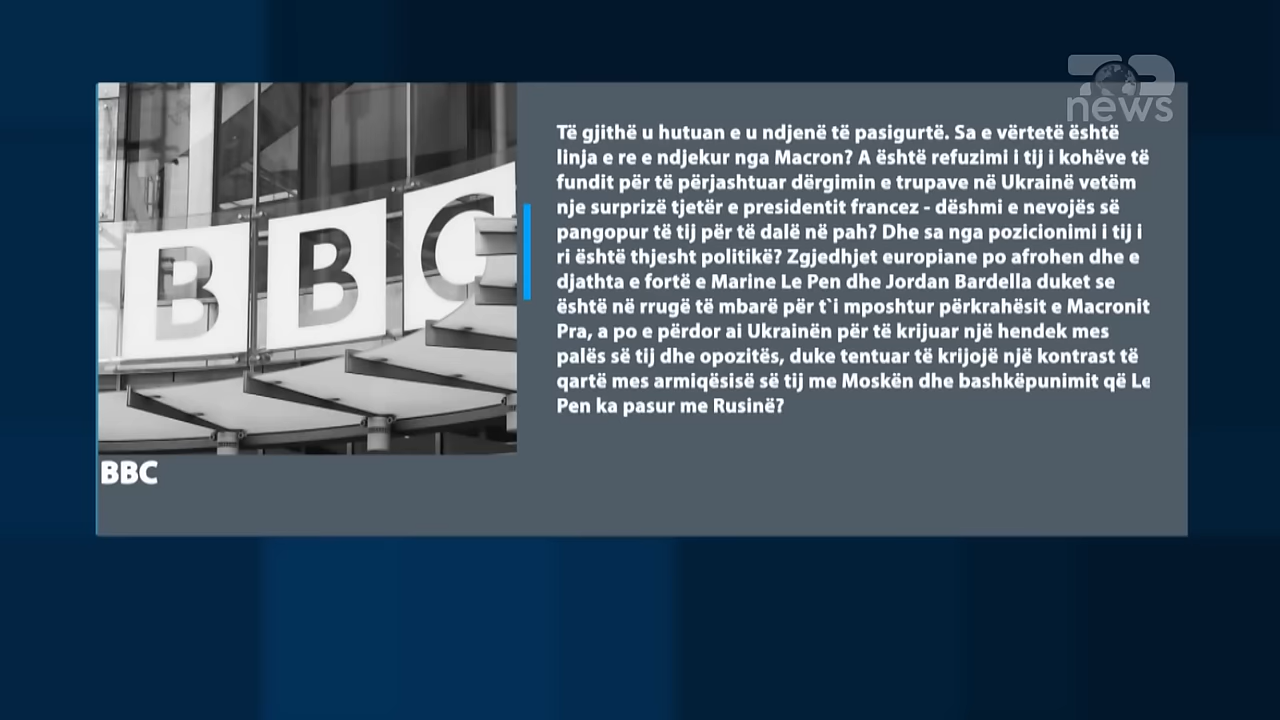 news
Të gjithë u hutuan e u ndjenë të pasigurtë. Sa e vërtetë është
linja e re e ndjekur nga Macron? A është refuzimi i tij i kohëve të
fundit për të përjashtuar dërgimin e trupave në Ukrainë vetëm
nje surprizë tjetër e presidentit francez - dëshmi e nevojës së
pangopur të tij për të dalë në pah? Dhe sa nga pozicionimi i tij i
ri është thjesht politikë? Zgjedhjet europiane po afrohen dhe e
djathta e fortë e Marine Le Pen dhe Jordan Bardella duket se
është në rrugë të mbarë për t`i mposhtur përkrahësit e Macronit
Pra, a po e përdor ai Ukrainën për të krijuar një hendek mes
palës së tij dhe opozitës, duke tentuar të krijojë një kontrast të
qartë mes armiqësisë së tij me Moskën dhe bashkëpunimit që Le
Pen ka pasur me Rusinë?
BBC
BBC